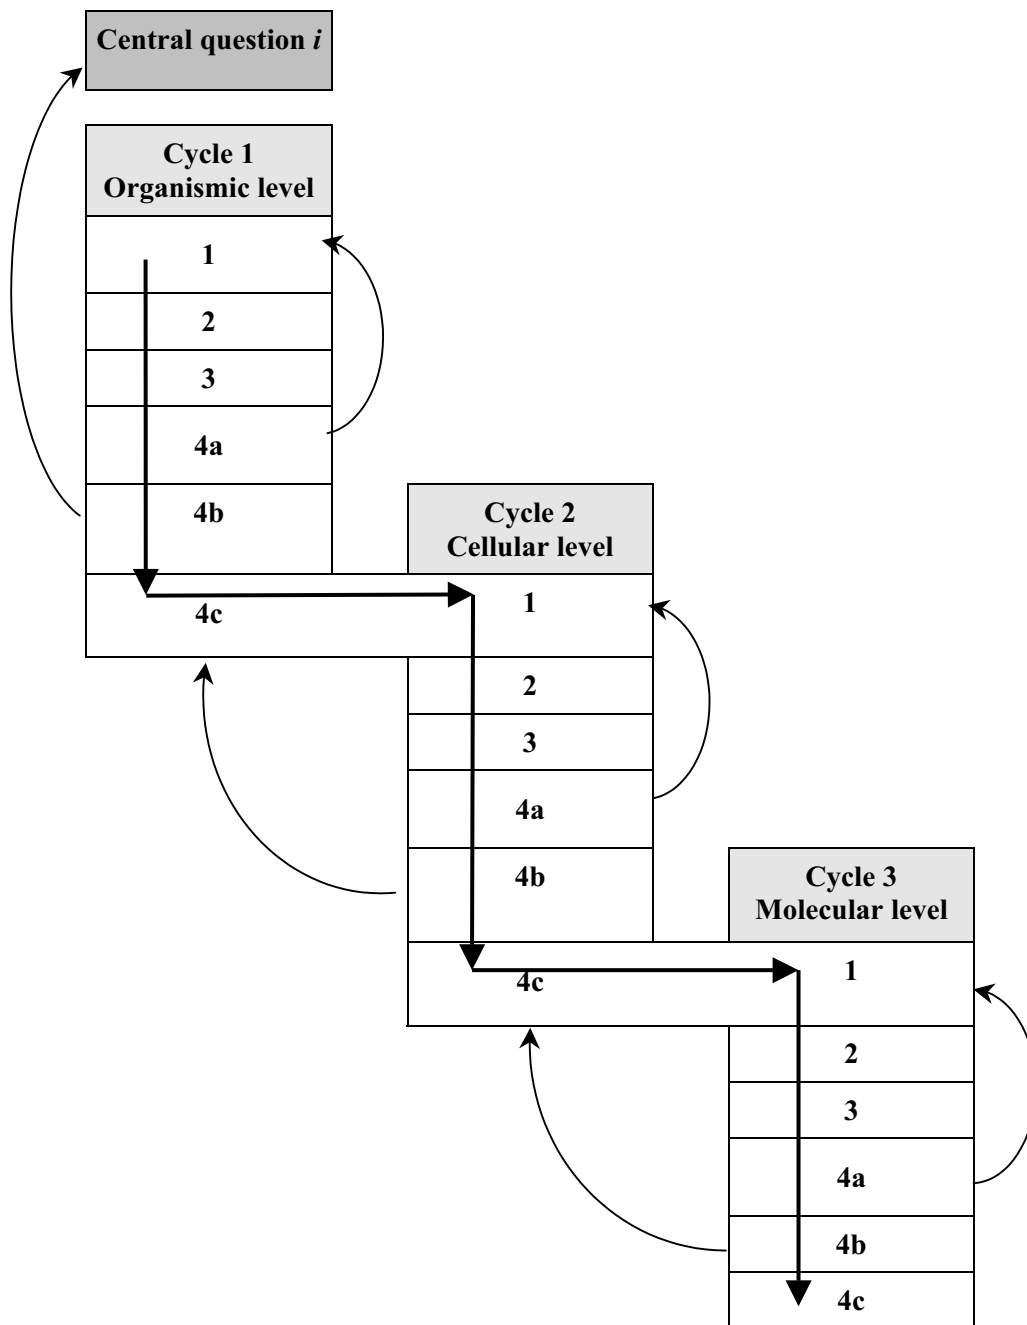 Central question i
Cycle 1
Organismic level
1
2
3
4a
4b
4c
Cycle 2
Cellular level
1
2
3
4a
4b
4c
Cycle 3
Molecular level
1
2
3
4a
4b
4c